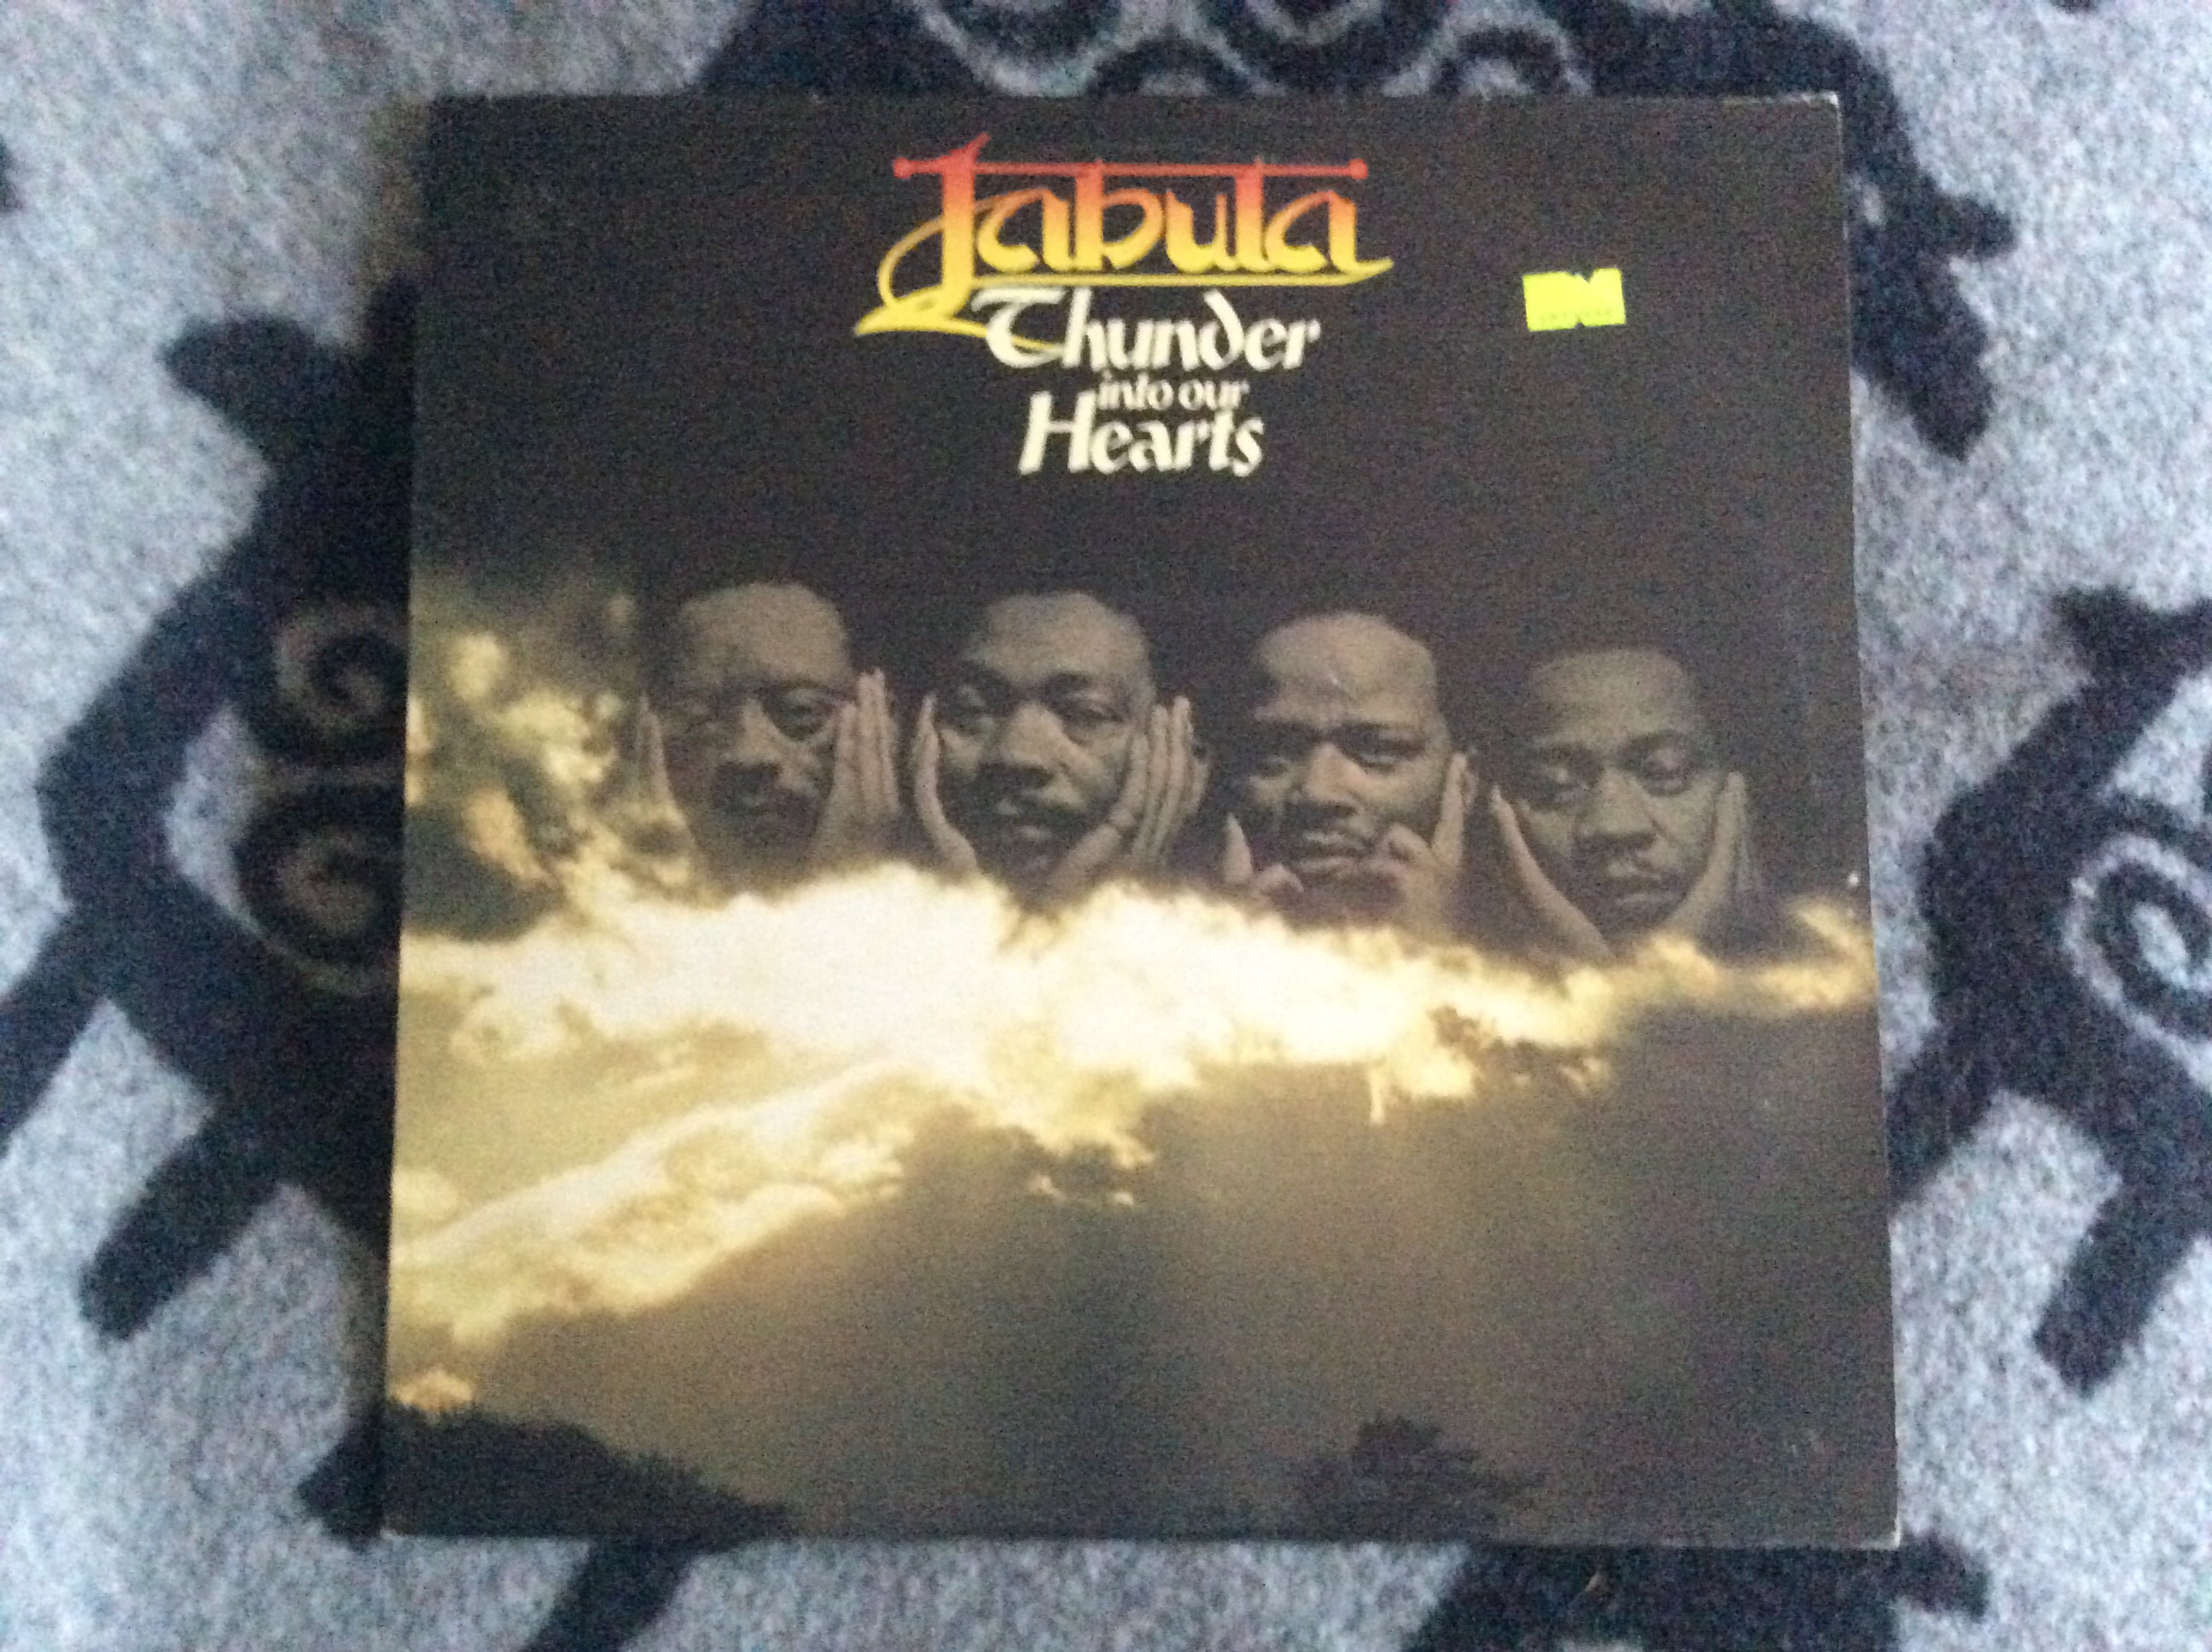 Jabula
Thunder
into our
Hearts